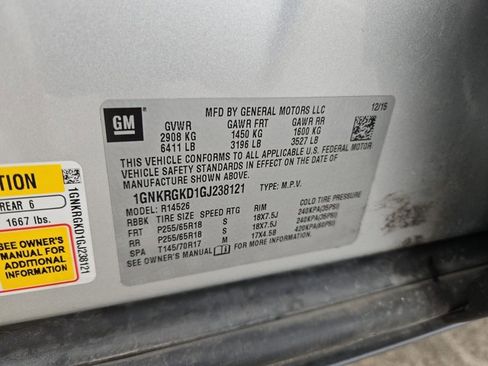 GM
MFD BY GENERAL MOTORS LLC
12/15
GVWR GAWR FRT GAWR RR
2908 KG 1450 KG 1600 KG
6411 LB 3196 LB 3527 LB
THIS VEHICLE CONFORMS TO ALL APPLICABLE U.S. FEDERAL MOTOR
VEHICLE SAFETY STANDARDS IN EFFECT ON THE DATE OF
MANUFACTURE FROM SHOWN ABOVE.
1GNKRGKD1GJ238121 TYPE: M.P.V.
MODEL: R14526
RBBK TIRE SIZE SPEED RTG RIM COLD TIRE PRESSURE
FRT P255/65R18 S 18X7.5J 240KPA(35PSI)
RR P255/65R18 S 18X7.5J 240KPA(35PSI)
SPA T145/70R17 M 17X4.5B 420KPA(60PSI)
SEE OWNER'S MANUAL FOR ADDITIONAL INFORMATION.
TION
REAR 6
1667 lbs.
SEE OWNER'S
MANUAL FOR
ADDITIONAL
INFORMATION
1GNKRGKD1GJ238121